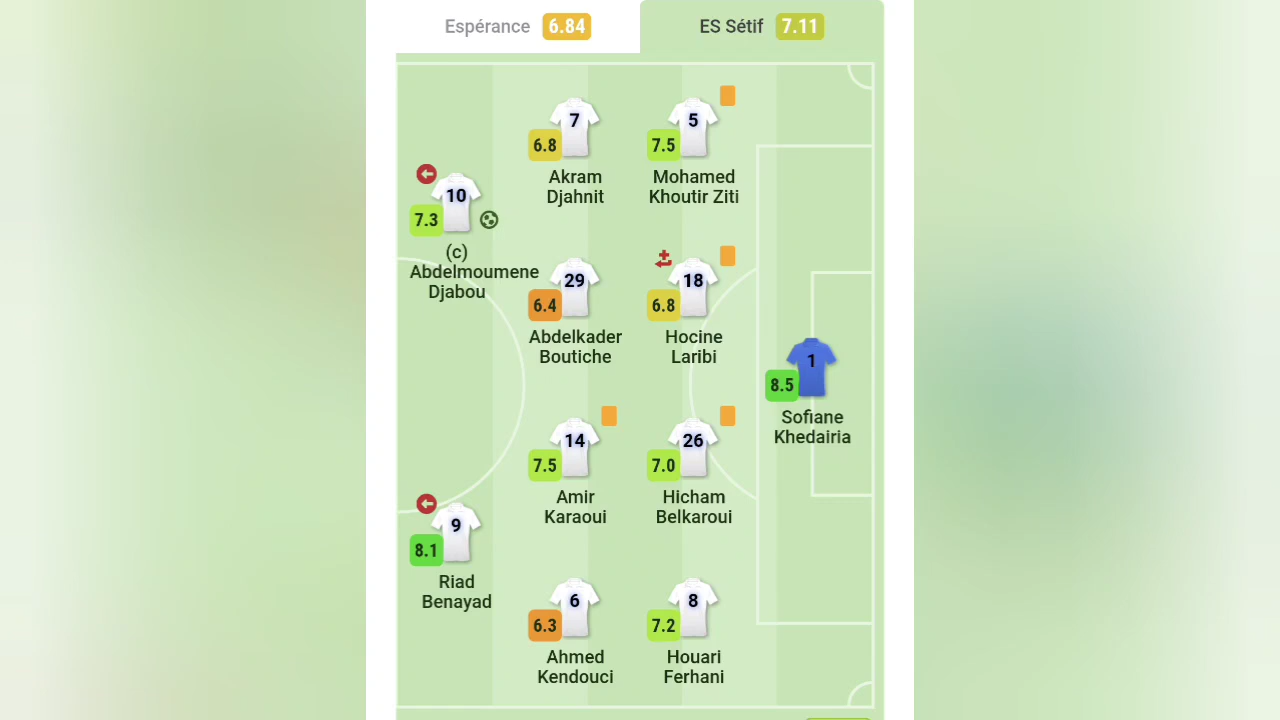 Espérance 6.84
ES Sétif 7.11
7
6.8
Akram
Djahnit
5
7.5
Mohamed
Khoutir Ziti
10
7.3
(c)
Abdelmoumene
Djabou
29
6.4
Abdelkader
Boutiche
18
6.8
Hocine
Laribi
1
8.5
Sofiane
Khedairia
14
7.5
Amir
Karaoui
26
7.0
Hicham
Belkaroui
9
8.1
Riad
Benayad
6
6.3
Ahmed
Kendouci
8
7.2
Houari
Ferhani